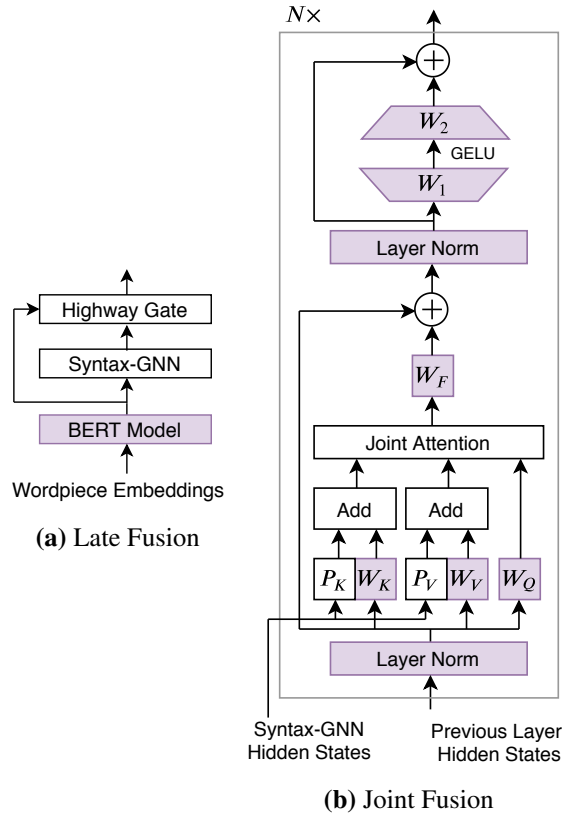 Highway Gate
Syntax-GNN
BERT Model
Wordpiece Embeddings
(a) Late Fusion
N×
+
W₂
GELU
W₁
Layer Norm
+
W_F
Joint Attention
Add Add
P_K W_K P_V W_V W_Q
Layer Norm
Syntax-GNN
Hidden States
Previous Layer
Hidden States
(b) Joint Fusion